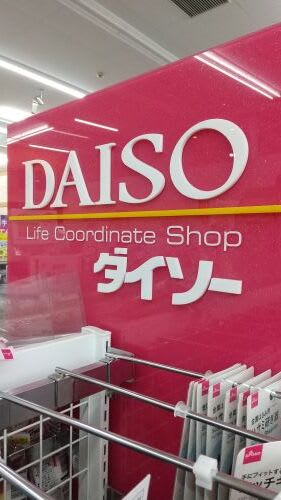 DAISO
Life Coordinate Shop
ダイソー